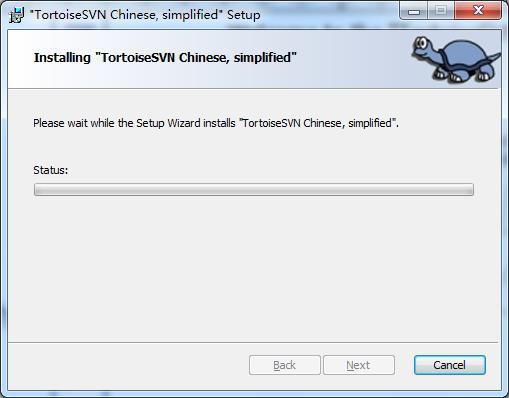 "TortoiseSVN Chinese, simplified" Setup
Installing "TortoiseSVN Chinese, simplified"
Please wait while the Setup Wizard installs "TortoiseSVN Chinese, simplified".
Status:
Back
Next
Cancel